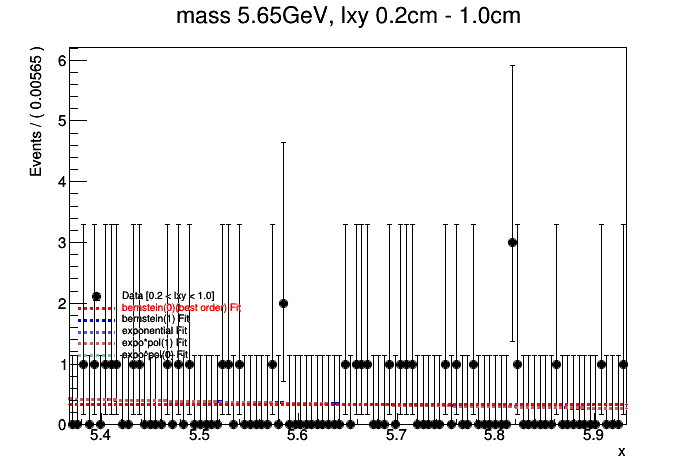 mass 5.65GeV, lxy 0.2cm - 1.0cm
Events / ( 0.00565 )
6
5
4
3
2
1
0
Data [0.2 < lxy < 1.0]
bernstein(0)(best order) Fit
bernstein(1) Fit
exponential Fit
expo*pol(1) Fit
expo*pol(0) Fit
5.4 5.5 5.6 5.7 5.8 5.9
x